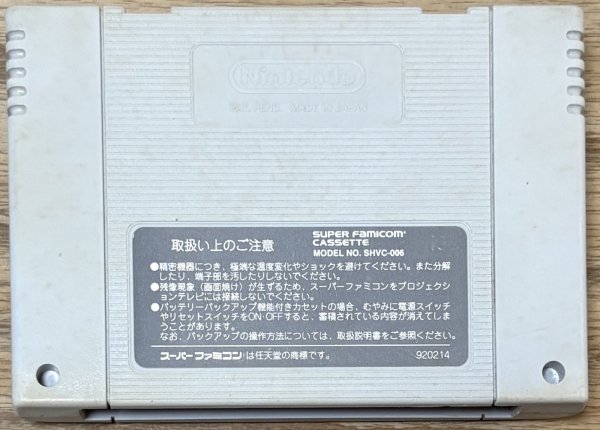 Nintendo
PAT. PEND. MADE IN JAPAN
取扱い上のご注意
SUPER FAMICOM
CASSETTE
MODEL NO. SHVC-006
●精密機器につき、極端な温度変化やショックを避けてください。また分解
したり、端子部を汚したりしないでください。
●残像現象（画面焼け）が生ずるため、スーパーファミコンをプロジェクシ
ョンテレビには接続しないでください。
●バッテリーバックアップ機能付きカセットの場合、むやみに電源スイッチ
やリセットスイッチをON・OFFすると、蓄積されている内容が消えてしま
うことがあります。
なお、バックアップの操作方法については、取扱説明書をご参照ください。
スーパーファミコンは任天堂の商標です。
920214